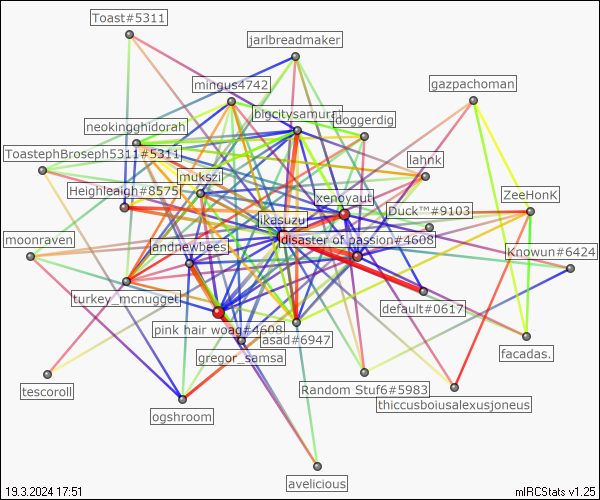 Toast#5311
jarlbreadmaker
mingus4742
gazpachoman
bigcitysamurai
doggerdig
neokingghidorah
ToastephBroseph5311#5311
lahnk
mukszi
Heighleaigh#8575
xenoyaut
ZeeHonK
Duck™#9103
ikasuzu
moonraven
andnewbees
disaster of passion#4608
Knowun#6424
turkey_mcnugget
default#0617
pink hair woag#4608
asad#6947
gregor_samsa
facadas.
tescoroll
Random Stuf6#5983
thiccusboiusalexusjoneus
ogshroom
avelicious
19.3.2024 17:51
mIRCStats v1.25